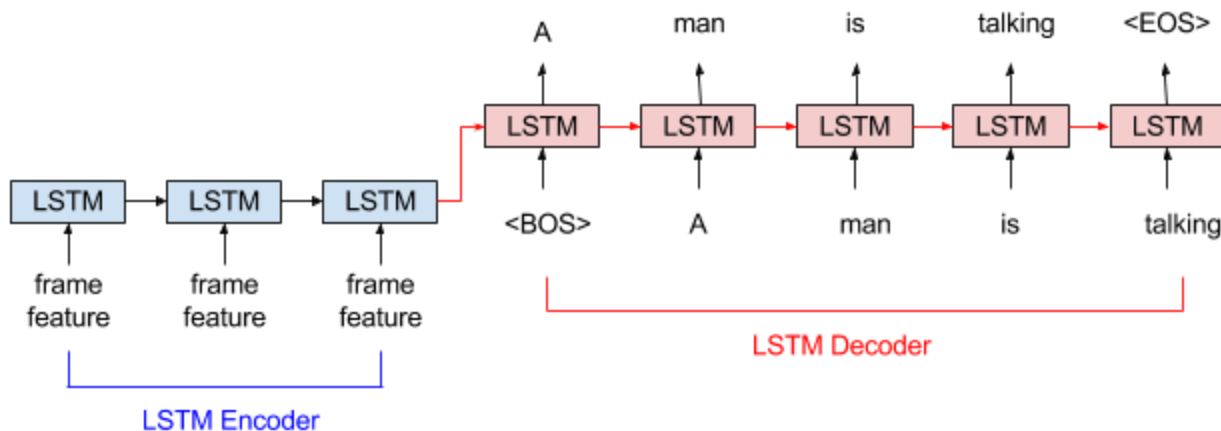 A man is talking <EOS>
LSTM LSTM LSTM LSTM LSTM
LSTM LSTM LSTM
<BOS> A man is talking
frame frame frame
feature feature feature
LSTM Decoder
LSTM Encoder